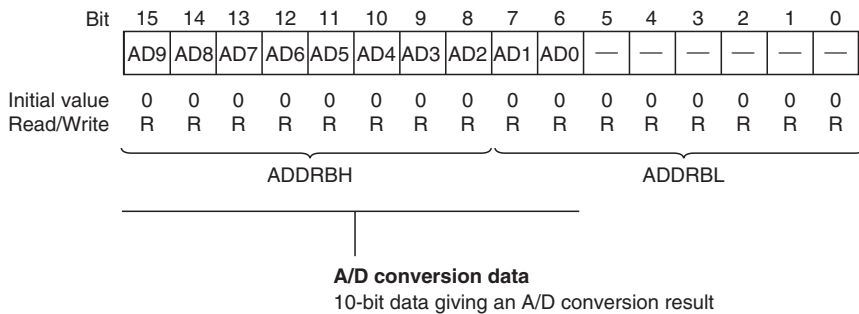 Bit 15 14 13 12 11 10 9 8 7 6 5 4 3 2 1 0
AD9 AD8 AD7 AD6 AD5 AD4 AD3 AD2 AD1 AD0 — — — — — —
Initial value 0 0 0 0 0 0 0 0 0 0 0 0 0 0 0 0
Read/Write R R R R R R R R R R R R R R R R
ADDRBH ADDRBL
A/D conversion data
10-bit data giving an A/D conversion result